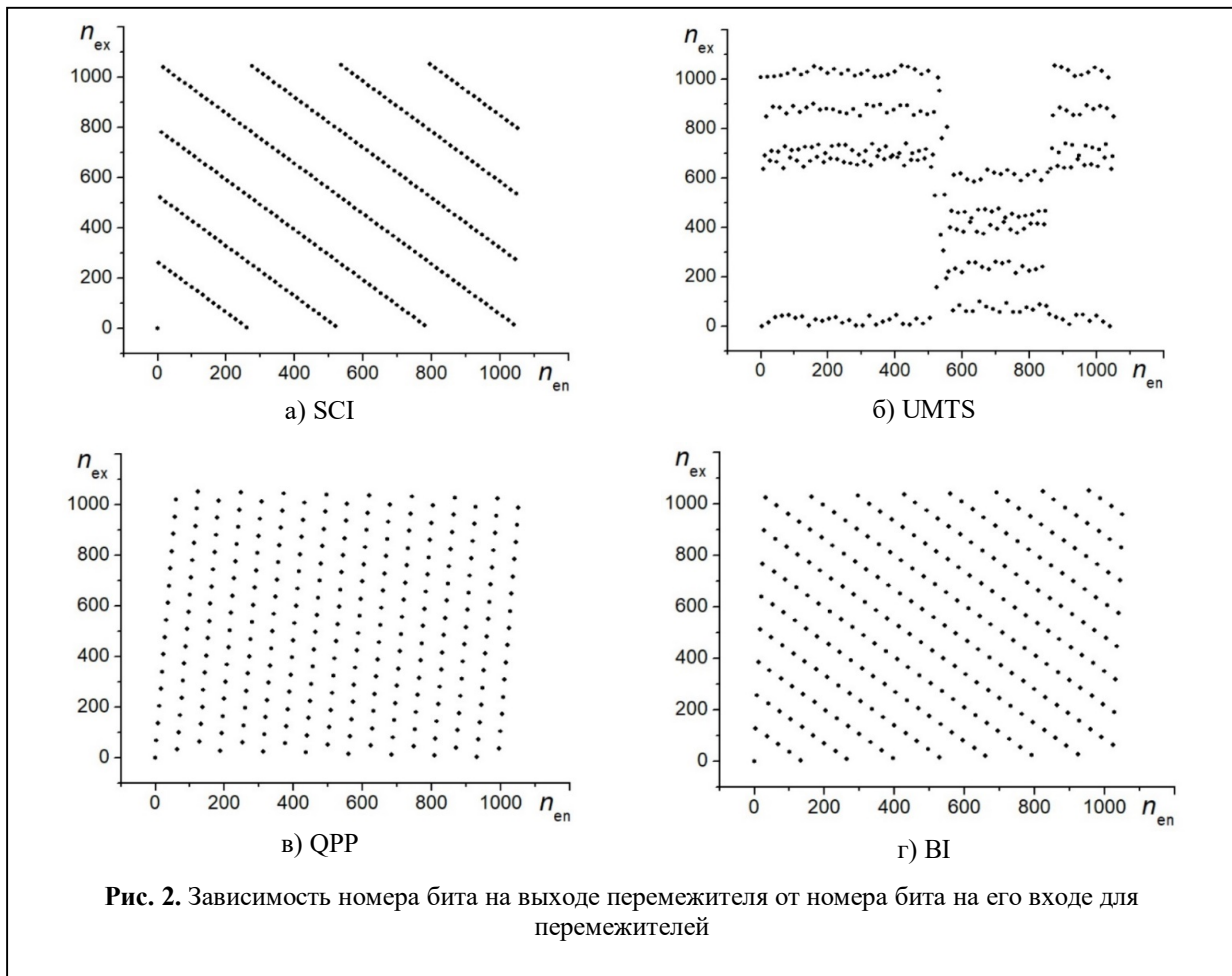 n_ex
1000
800
600
400
200
0
0 200 400 600 800 1000 n_en
а) SCI
n_ex
1000
800
600
400
200
0
0 200 400 600 800 1000 n_en
б) UMTS
n_ex
1000
800
600
400
200
0
0 200 400 600 800 1000 n_en
в) QPP
n_ex
1000
800
600
400
200
0
0 200 400 600 800 1000 n_en
г) BI
Рис. 2. Зависимость номера бита на выходе перемежителя от номера бита на его входе для
перемежителей